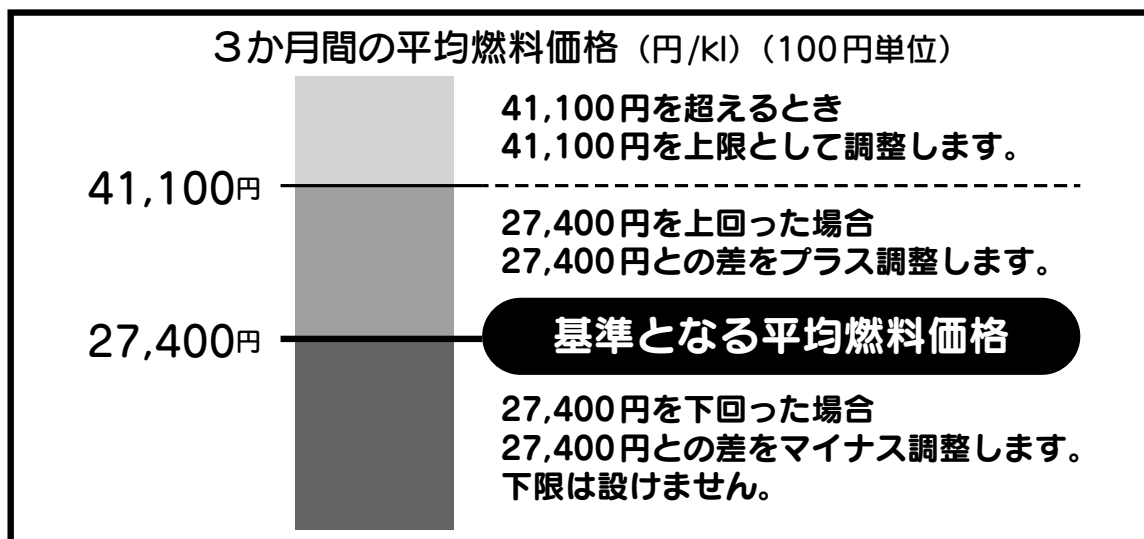 ３か月間の平均燃料価格（円/kl）（100円単位）
41,100円を超えるとき
41,100円を上限として調整します。
41,100円
27,400円を上回った場合
27,400円との差をプラス調整します。
27,400円
基準となる平均燃料価格
27,400円を下回った場合
27,400円との差をマイナス調整します。
下限は設けません。